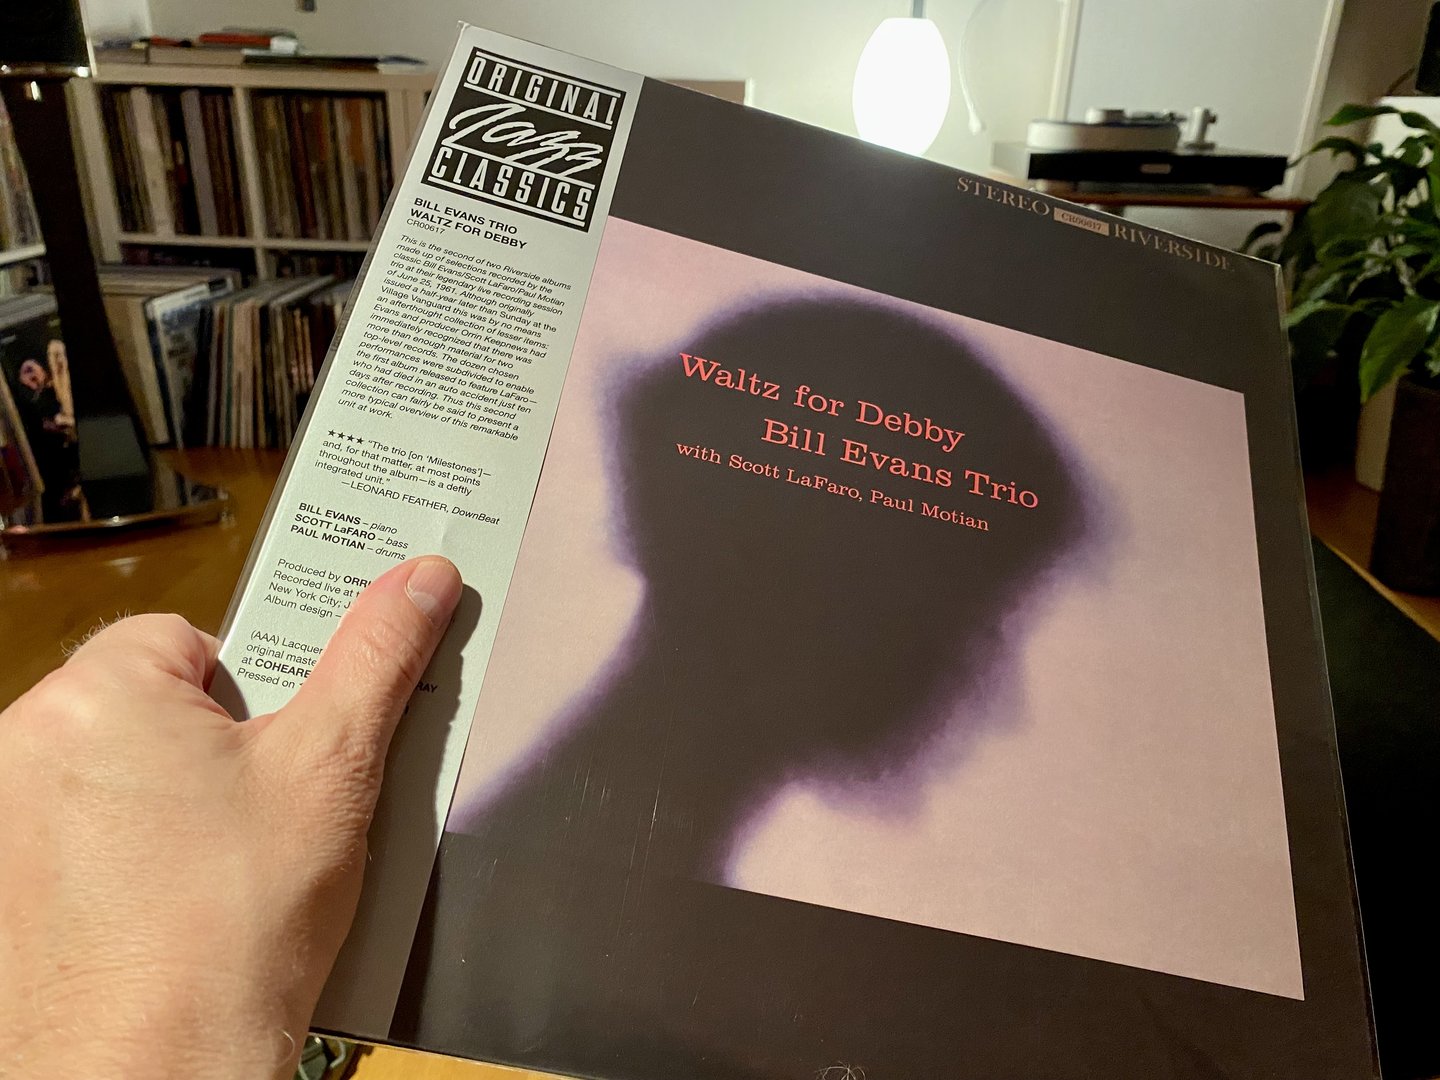 ORIGINAL
Jazz
CLASSICS
BILL EVANS TRIO
WALTZ FOR DEBBY
CR00617
This is the second of two Riverside albums
made up of selections recorded by the
classic Bill Evans/Scott LaFaro/Paul Motian
trio at their legendary live recording session
of June 25, 1961. Although originally
issued a half-year later than Sunday at the
Village Vanguard this was by no means
an afterthought collection of lesser items:
Evans and producer Orrin Keepnews had
immediately recognized that there was
more than enough material for two
top-level records. The dozen chosen
performances were subdivided to enable
the first album released to feature LaFaro—
who had died in an auto accident just ten
days after recording. Thus this second
collection can fairly be said to present a
more typical overview of this remarkable
unit at work.
★★★★ “The trio [on ‘Milestones’]—
and, for that matter, at most points
throughout the album—is a deftly
integrated unit.”
—LEONARD FEATHER, DownBeat
BILL EVANS – piano
SCOTT LaFARO – bass
PAUL MOTIAN – drums
Produced by ORRI
Recorded live at t
New York City; J
Album design –
(AAA) Lacquer
original maste
at COHEARE RAY
Pressed on
STEREO CR00617 RIVERSIDE
Waltz for Debby
Bill Evans Trio
with Scott LaFaro, Paul Motian